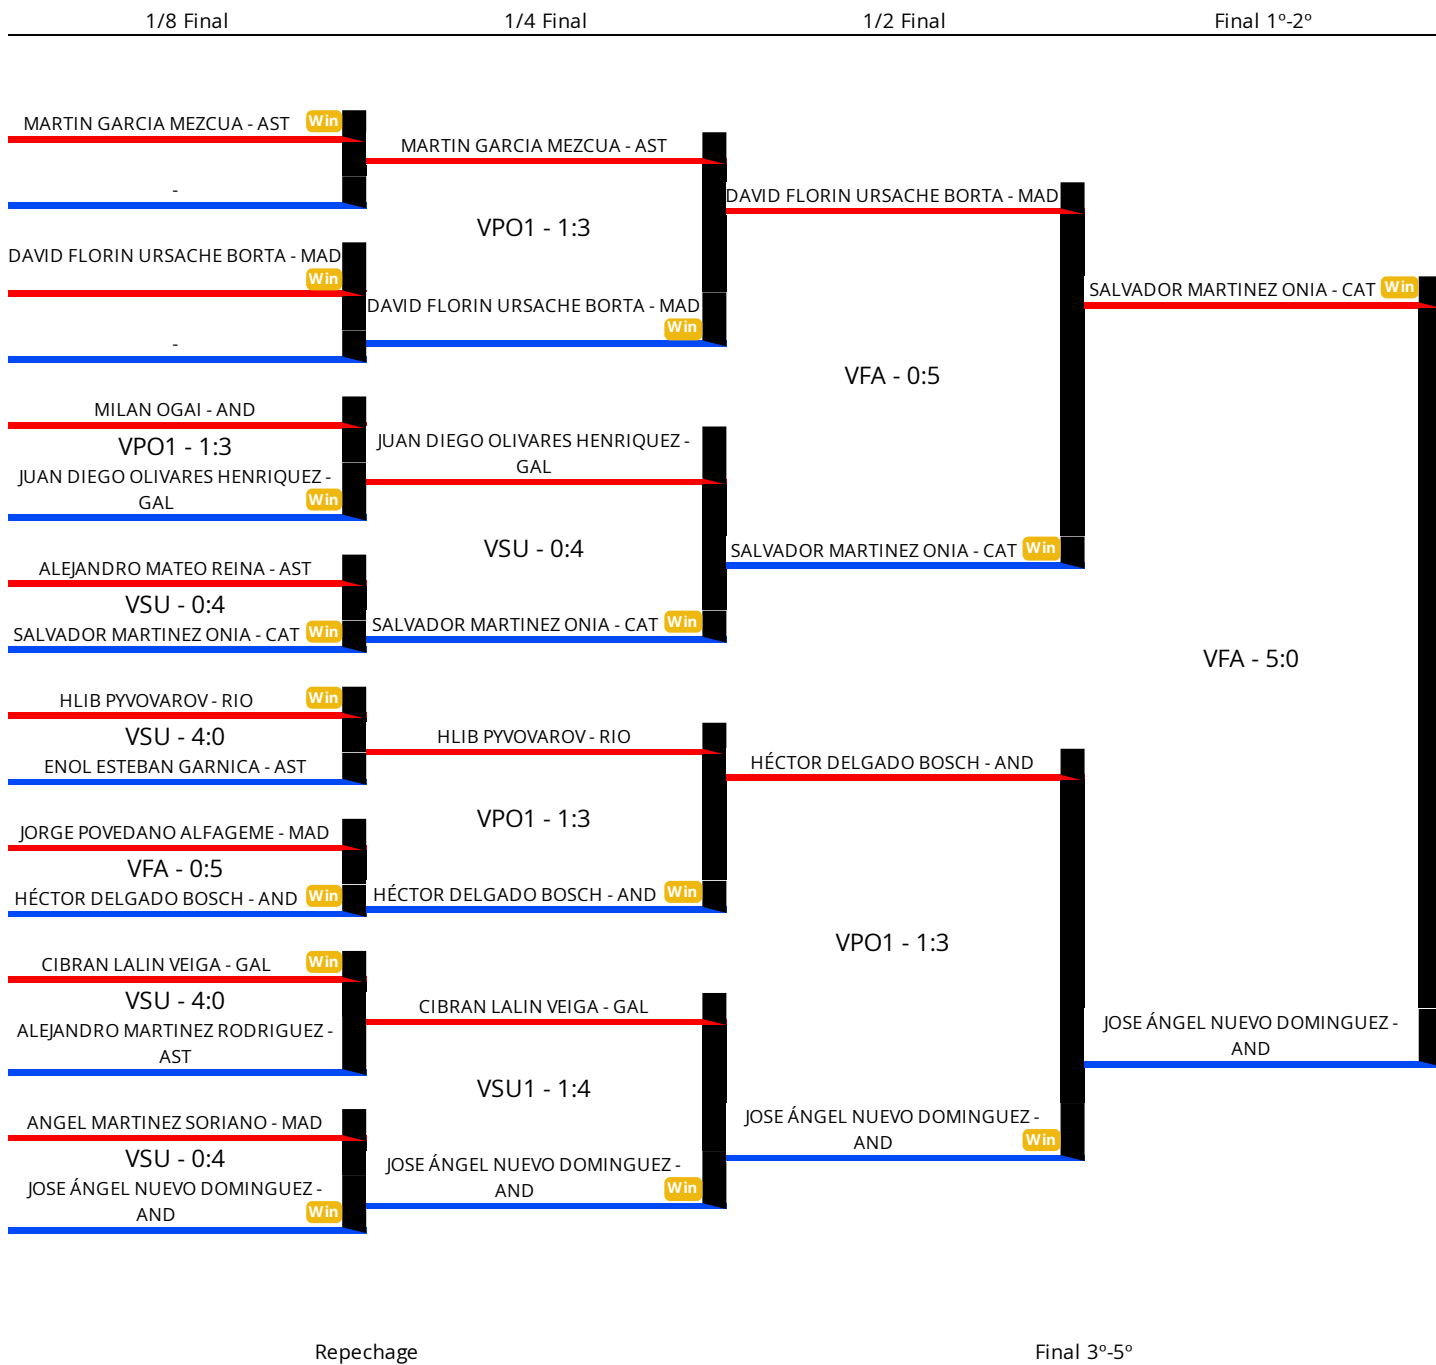 1/8 Final
1/4 Final
1/2 Final
Final 1º-2º
MARTIN GARCIA MEZCUA - AST
Win
-
DAVID FLORIN URSACHE BORTA - MAD
Win
-
MILAN OGAI - AND
VPO1 - 1:3
JUAN DIEGO OLIVARES HENRIQUEZ -
GAL
Win
ALEJANDRO MATEO REINA - AST
VSU - 0:4
SALVADOR MARTINEZ ONIA - CAT
Win
HLIB PYVOVAROV - RIO
Win
VSU - 4:0
ENOL ESTEBAN GARNICA - AST
JORGE POVEDANO ALFAGEME - MAD
VFA - 0:5
HÉCTOR DELGADO BOSCH - AND
Win
CIBRAN LALIN VEIGA - GAL
Win
VSU - 4:0
ALEJANDRO MARTINEZ RODRIGUEZ -
AST
ANGEL MARTINEZ SORIANO - MAD
VSU - 0:4
JOSE ÁNGEL NUEVO DOMINGUEZ -
AND
Win
MARTIN GARCIA MEZCUA - AST
VPO1 - 1:3
DAVID FLORIN URSACHE BORTA - MAD
Win
JUAN DIEGO OLIVARES HENRIQUEZ -
GAL
VSU - 0:4
SALVADOR MARTINEZ ONIA - CAT
Win
HLIB PYVOVAROV - RIO
VPO1 - 1:3
HÉCTOR DELGADO BOSCH - AND
Win
CIBRAN LALIN VEIGA - GAL
VSU1 - 1:4
JOSE ÁNGEL NUEVO DOMINGUEZ -
AND
Win
DAVID FLORIN URSACHE BORTA - MAD
VFA - 0:5
SALVADOR MARTINEZ ONIA - CAT
Win
HÉCTOR DELGADO BOSCH - AND
VPO1 - 1:3
JOSE ÁNGEL NUEVO DOMINGUEZ -
AND
Win
SALVADOR MARTINEZ ONIA - CAT
Win
VFA - 5:0
JOSE ÁNGEL NUEVO DOMINGUEZ -
AND
Repechage
Final 3º-5º